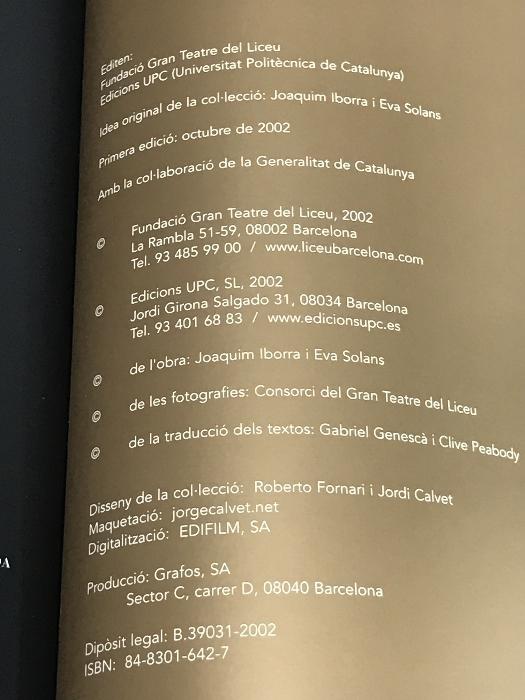 Editen:
Fundació Gran Teatre del Liceu
Edicions UPC (Universitat Politècnica de Catalunya)
Idea original de la col·lecció: Joaquim Iborra i Eva Solans
Primera edició: octubre de 2002
Amb la col·laboració de la Generalitat de Catalunya
© Fundació Gran Teatre del Liceu, 2002
La Rambla 51-59, 08002 Barcelona
Tel. 93 485 99 00 / www.liceubarcelona.com
© Edicions UPC, SL, 2002
Jordi Girona Salgado 31, 08034 Barcelona
Tel. 93 401 68 83 / www.edicionsupc.es
© de l'obra: Joaquim Iborra i Eva Solans
© de les fotografies: Consorci del Gran Teatre del Liceu
© de la traducció dels textos: Gabriel Genescà i Clive Peabody
Disseny de la col·lecció: Roberto Fornari i Jordi Calvet
Maquetació: jorgecalvet.net
Digitalització: EDIFILM, SA
Producció: Grafos, SA
Sector C, carrer D, 08040 Barcelona
Dipòsit legal: B.39031-2002
ISBN: 84-8301-642-7